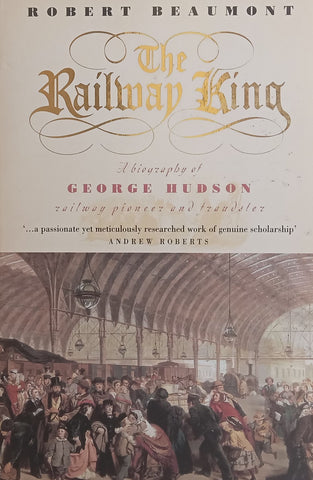 ROBERT BEAUMONT
The
Railway King
A biography of
GEORGE HUDSON
railway pioneer and fraudster
‘...a passionate yet meticulously researched work of genuine scholarship’
ANDREW ROBERTS